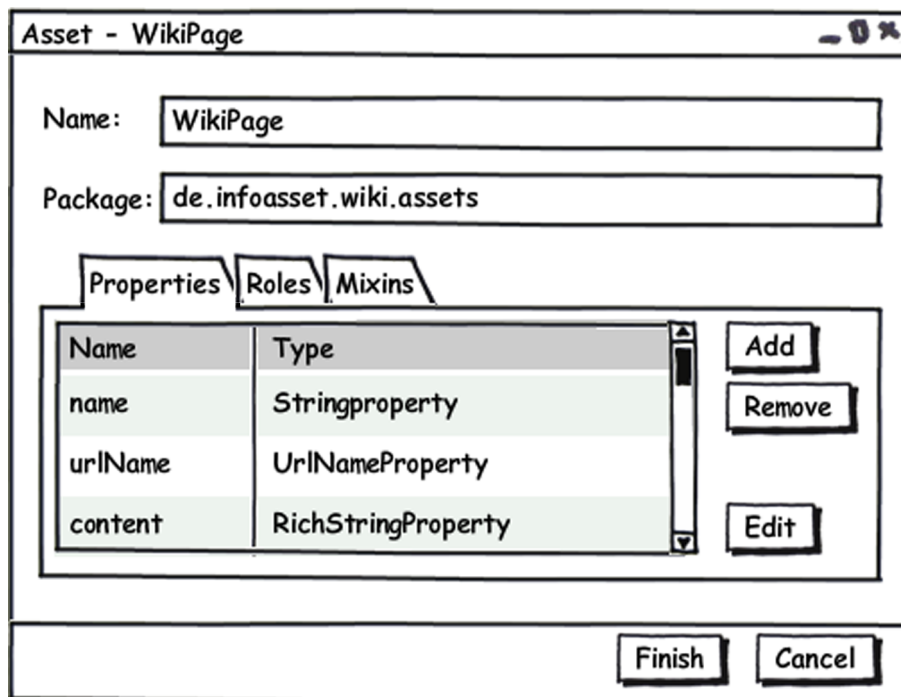 Asset - WikiPage
Name: WikiPage
Package: de.infoasset.wiki.assets
Properties Roles Mixins
Name Type Add
name Stringproperty Remove
urlName UrlNameProperty
content RichStringProperty Edit
Finish Cancel